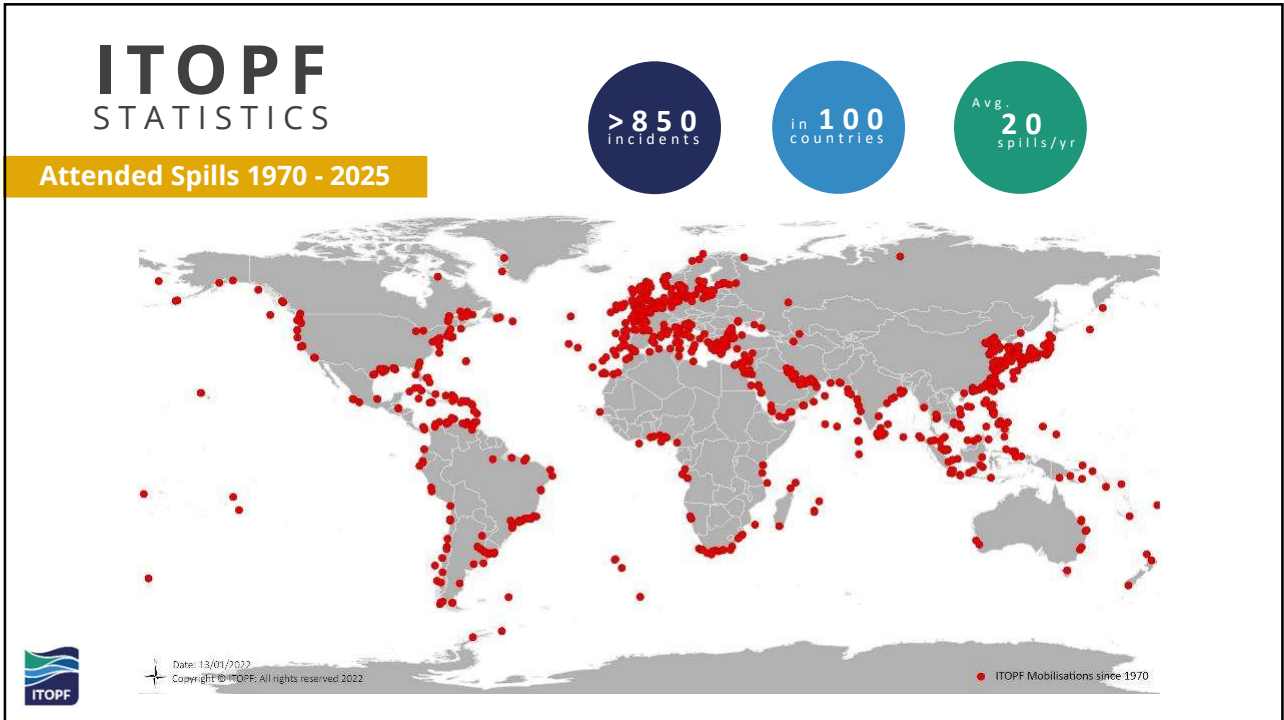 ITOPF
STATISTICS
Attended Spills 1970 - 2025
>850
incidents
in 100
countries
Avg.
20
spills/yr
Date: 13/01/2022
Copyright © ITOPF: All rights reserved 2022
ITOPF Mobilisations since 1970
ITOPF